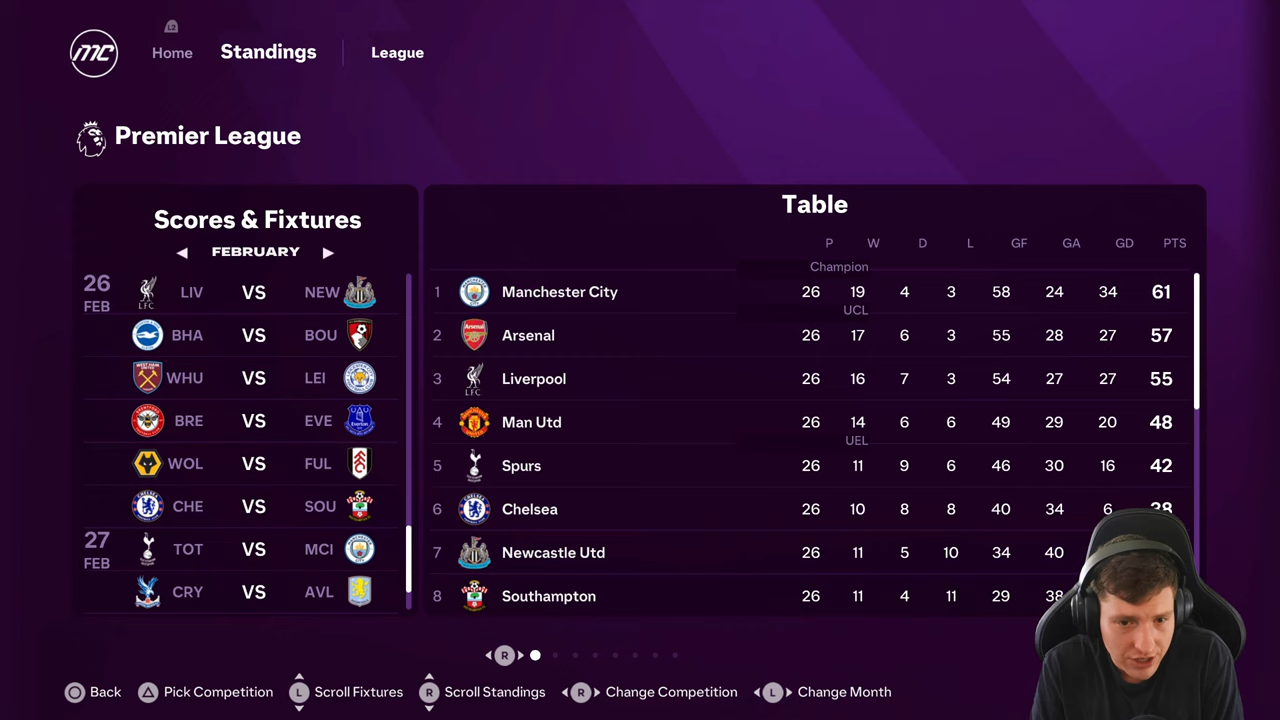 L2
MC Home Standings League
Premier League
Scores & Fixtures
FEBRUARY
26 FEB
LIV VS NEW
BHA VS BOU
WHU VS LEI
BRE VS EVE
WOL VS FUL
CHE VS SOU
27 FEB
TOT VS MCI
CRY VS AVL
Table
P W D L GF GA GD PTS
Champion
1 Manchester City 26 19 4 3 58 24 34 61
UCL
2 Arsenal 26 17 6 3 55 28 27 57
3 Liverpool 26 16 7 3 54 27 27 55
4 Man Utd 26 14 6 6 49 29 20 48
UEL
5 Spurs 26 11 9 6 46 30 16 42
6 Chelsea 26 10 8 8 40 34 6 38
7 Newcastle Utd 26 11 5 10 34 40
8 Southampton 26 11 4 11 29 38
R
Back Pick Competition L Scroll Fixtures R Scroll Standings R Change Competition L Change Month